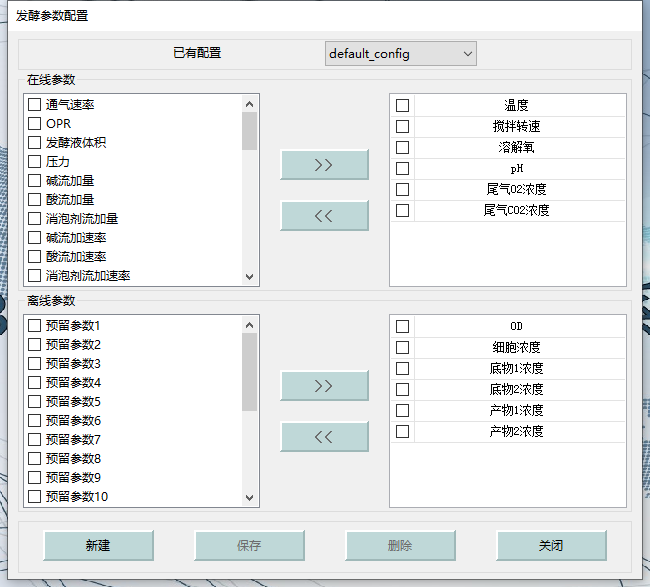 发酵参数配置
已有配置
default_config
在线参数
通气速率
OPR
发酵液体积
压力
碱流加量
酸流加量
消泡剂流加量
碱流加速率
酸流加速率
消泡剂流加速率
>>
<<
温度
搅拌转速
溶解氧
pH
尾气O2浓度
尾气CO2浓度
离线参数
预留参数1
预留参数2
预留参数3
预留参数4
预留参数5
预留参数6
预留参数7
预留参数8
预留参数9
预留参数10
>>
<<
OD
细胞浓度
底物1浓度
底物2浓度
产物1浓度
产物2浓度
新建
保存
删除
关闭